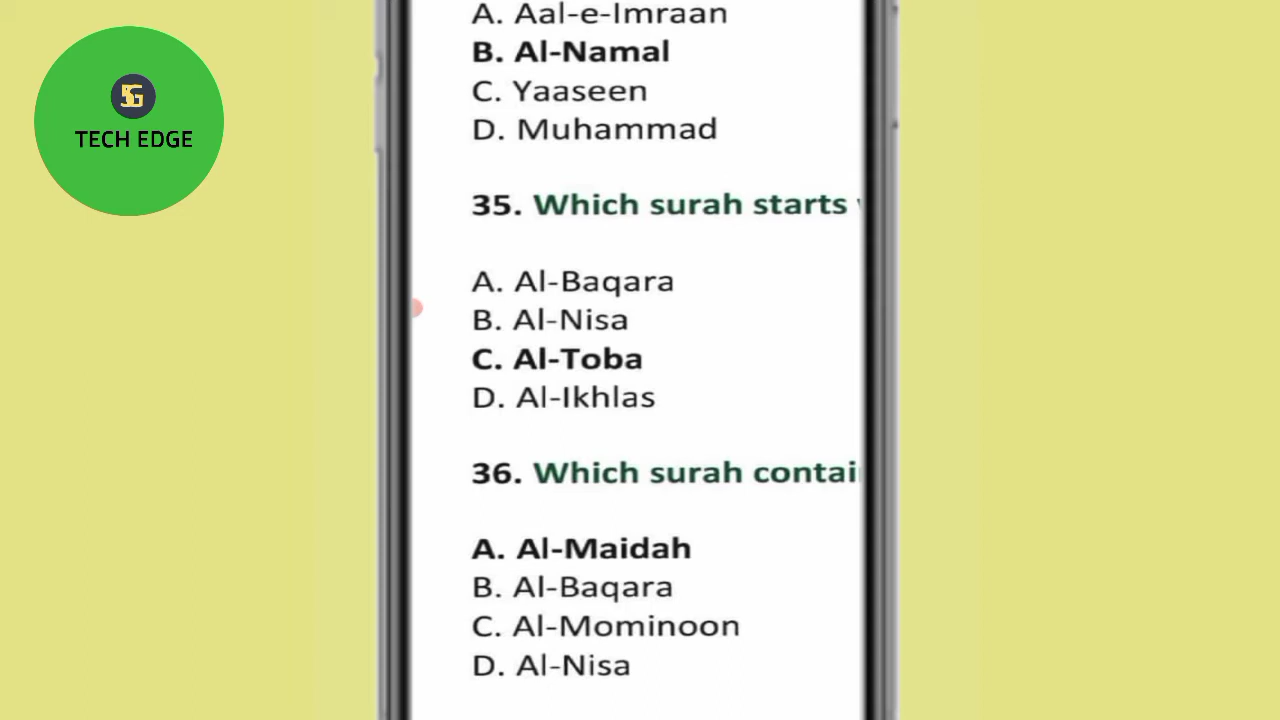 5G
TECH EDGE
A. Aal-e-Imraan
B. Al-Namal
C. Yaaseen
D. Muhammad
35. Which surah starts
A. Al-Baqara
B. Al-Nisa
C. Al-Toba
D. Al-Ikhlas
36. Which surah contai
A. Al-Maidah
B. Al-Baqara
C. Al-Mominoon
D. Al-Nisa